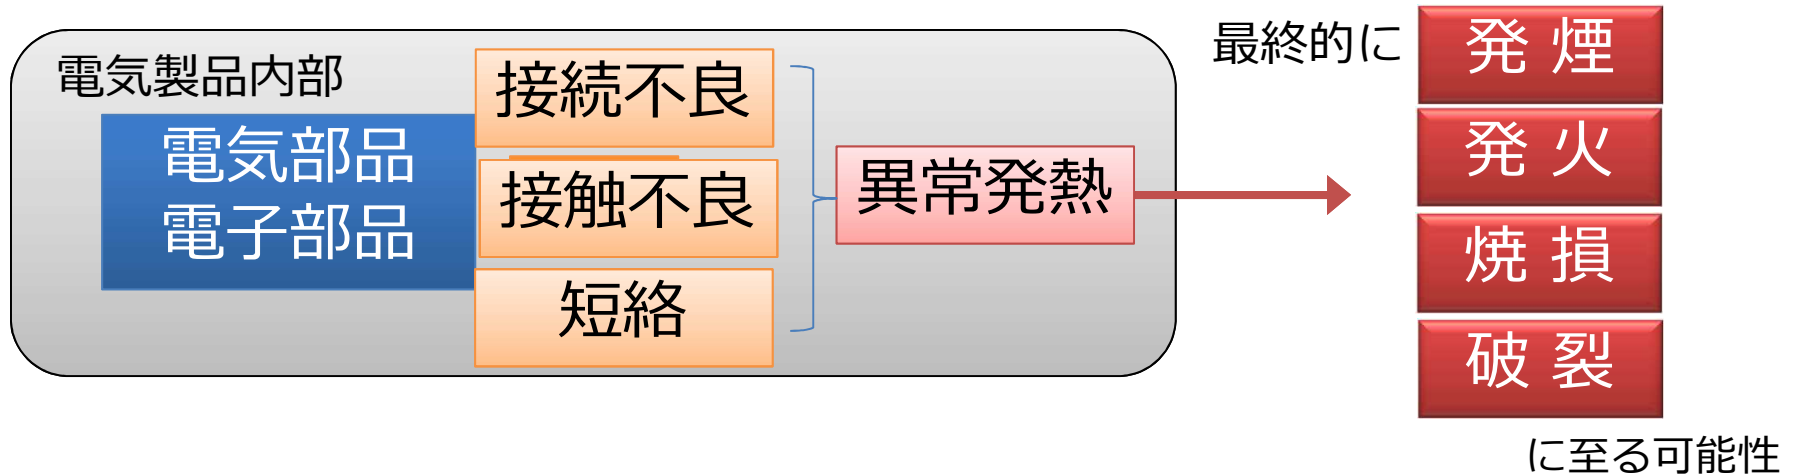 電気製品内部
電気部品
電子部品
接続不良
接触不良
短絡
異常発熱
最終的に
発 煙
発 火
焼 損
破 裂
に至る可能性